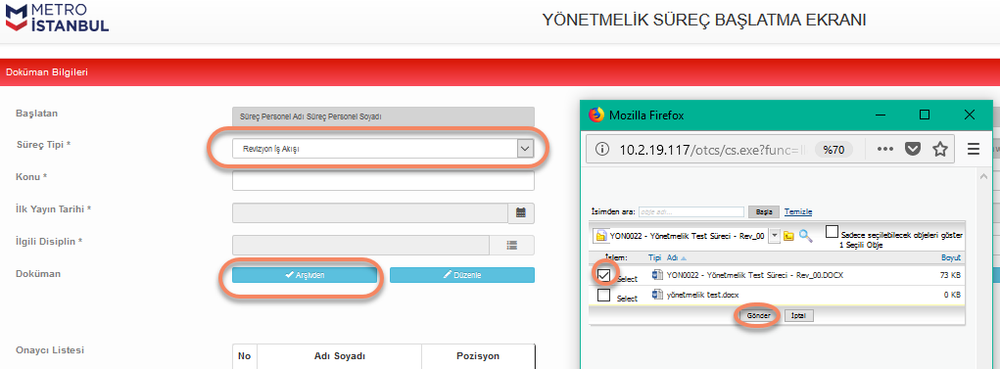 METRO
İSTANBUL
YÖNETMELİK SÜREÇ BAŞLATMA EKRANI
Doküman Bilgileri
Başlatan
Süreç Personel Adı Süreç Personel Soyadı
Süreç Tipi *
Revizyon İş Akışı
Konu *
İlk Yayın Tarihi *
İlgili Disiplin *
Doküman
Arşivden
Düzenle
Onaycı Listesi
No Adı Soyadı Pozisyon
Mozilla Firefox
10.2.19.117/otcs/cs.exe?func=
%70
İsimden ara: obje adı... Başla Temizle
YON0022 - Yönetmelik Test Süreci - Rev_00
Sadece seçilebilecek objeleri göster
1 Seçili Obje
İşlem: Tipi Adı Boyut
Select YON0022 - Yönetmelik Test Süreci - Rev_00.DOCX 73 KB
Select yönetmelik test.docx 0 KB
Gönder İptal